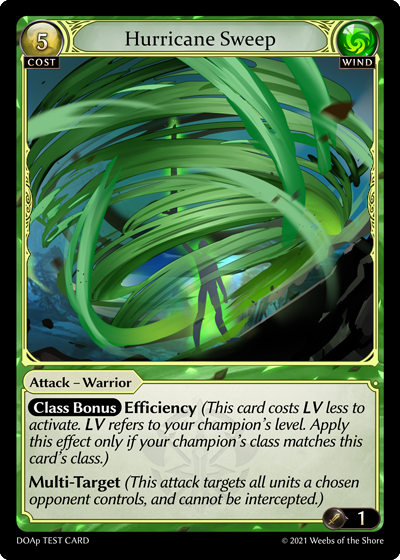 5
Hurricane Sweep
COST
WIND
Attack – Warrior
Class Bonus Efficiency (This card costs LV less to
activate. LV refers to your champion's level. Apply
this effect only if your champion's class matches this
card's class.)
Multi-Target (This attack targets all units a chosen
opponent controls, and cannot be intercepted.)
1
DOAp TEST CARD
© 2021 Weebs of the Shore